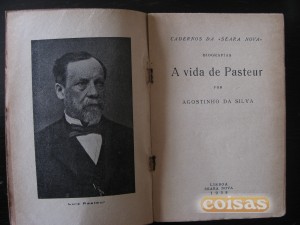 CADERNOS DA «SEARA NOVA»
BIOGRAFIAS
A vida de Pasteur
POR
AGOSTINHO DA SILVA
LISBOA
SEARA NOVA
coisas